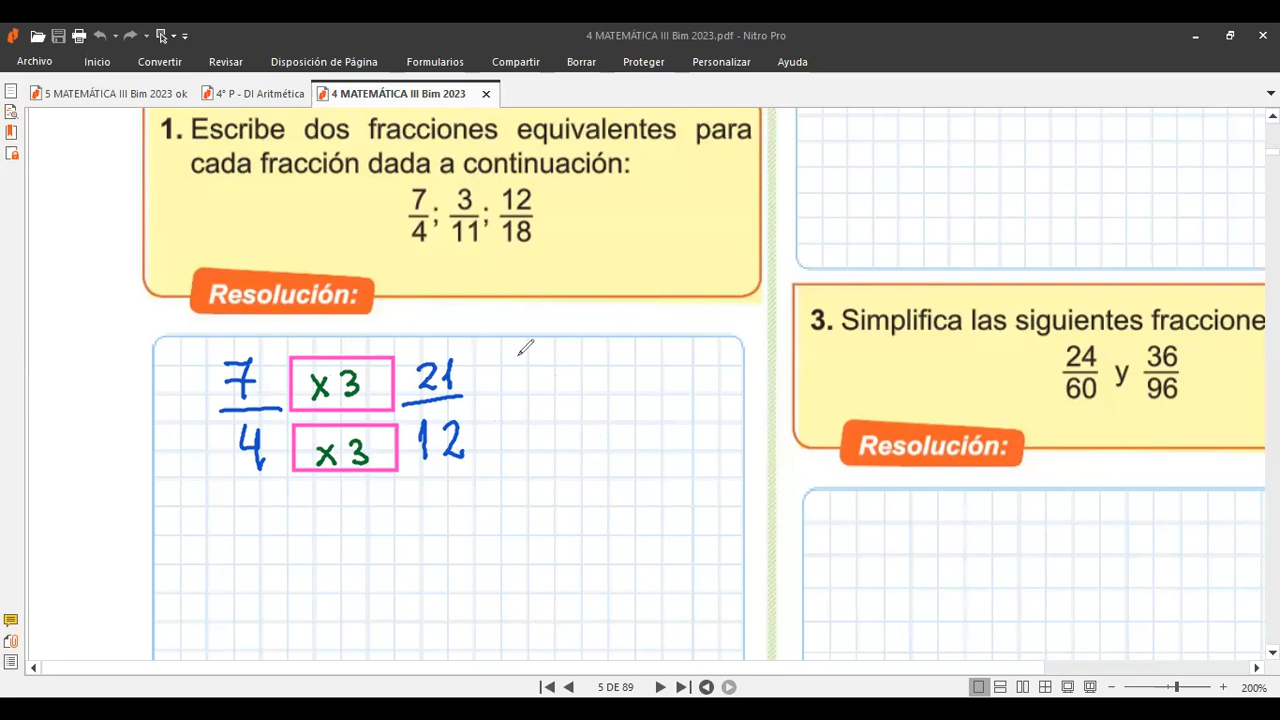 4 MATEMÁTICA III Bim 2023.pdf - Nitro Pro
Archivo Inicio Convertir Revisar Disposición de Página Formularios Compartir Borrar Proteger Personalizar Ayuda
5 MATEMÁTICA III Bim 2023 ok 4° P - DI Aritmética 4 MATEMÁTICA III Bim 2023
1. Escribe dos fracciones equivalentes para
cada fracción dada a continuación:
7/4; 3/11; 12/18
Resolución:
7 x 3 21
4 x 3 12
3. Simplifica las siguientes fraccione
24/60 y 36/96
Resolución:
5 DE 89
200%